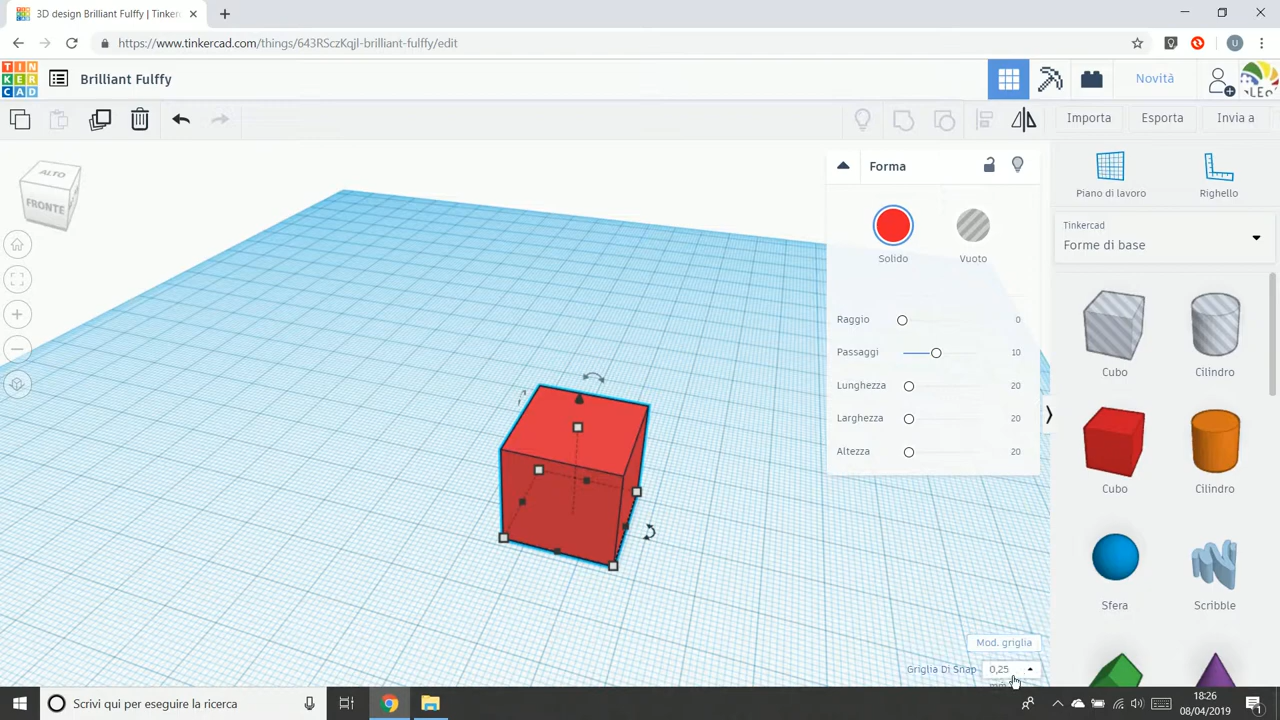 3D design Brilliant Fulffy | Tinker
https://www.tinkercad.com/things/643RSczKqjl-brilliant-fulffy/edit
U
TIN
KER
CAD
Brilliant Fulffy
Novità
LEo
Importa
Esporta
Invia a
ALTO
FRONTE
Forma
Solido
Vuoto
Raggio 0
Passaggi 10
Lunghezza 20
Larghezza 20
Altezza 20
Piano di lavoro
Righello
Tinkercad
Forme di base
Cubo
Cilindro
Cubo
Cilindro
Sfera
Scribble
Mod. griglia
Griglia Di Snap 0,25
Scrivi qui per eseguire la ricerca
18:26
08/04/2019
1